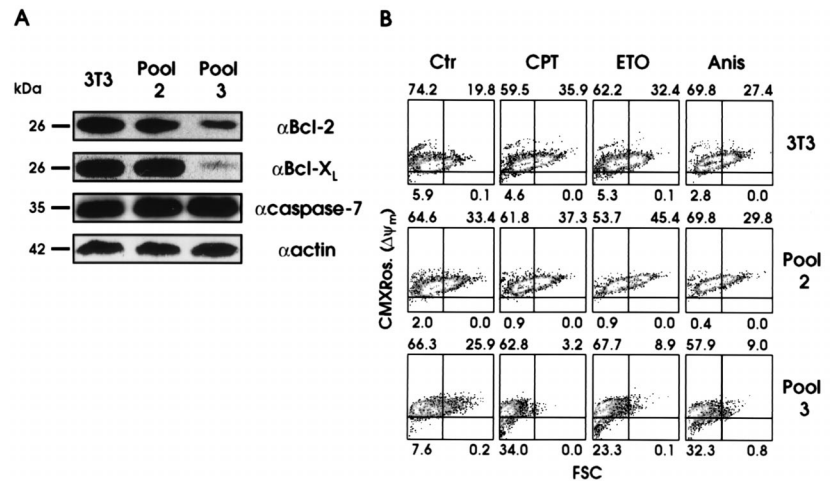 A
kDa
3T3
Pool 2
Pool 3
26
αBcl-2
26
αBcl-XL
35
αcaspase-7
42
αactin
B
Ctr CPT ETO Anis
74.2 19.8 59.5 35.9 62.2 32.4 69.8 27.4
3T3
5.9 0.1 4.6 0.0 5.3 0.1 2.8 0.0
64.6 33.4 61.8 37.3 53.7 45.4 69.8 29.8
Pool 2
2.0 0.0 0.9 0.0 0.9 0.0 0.4 0.0
66.3 25.9 62.8 3.2 67.7 8.9 57.9 9.0
Pool 3
7.6 0.2 34.0 0.0 23.3 0.1 32.3 0.8
CMXRos. (Δψm)
FSC